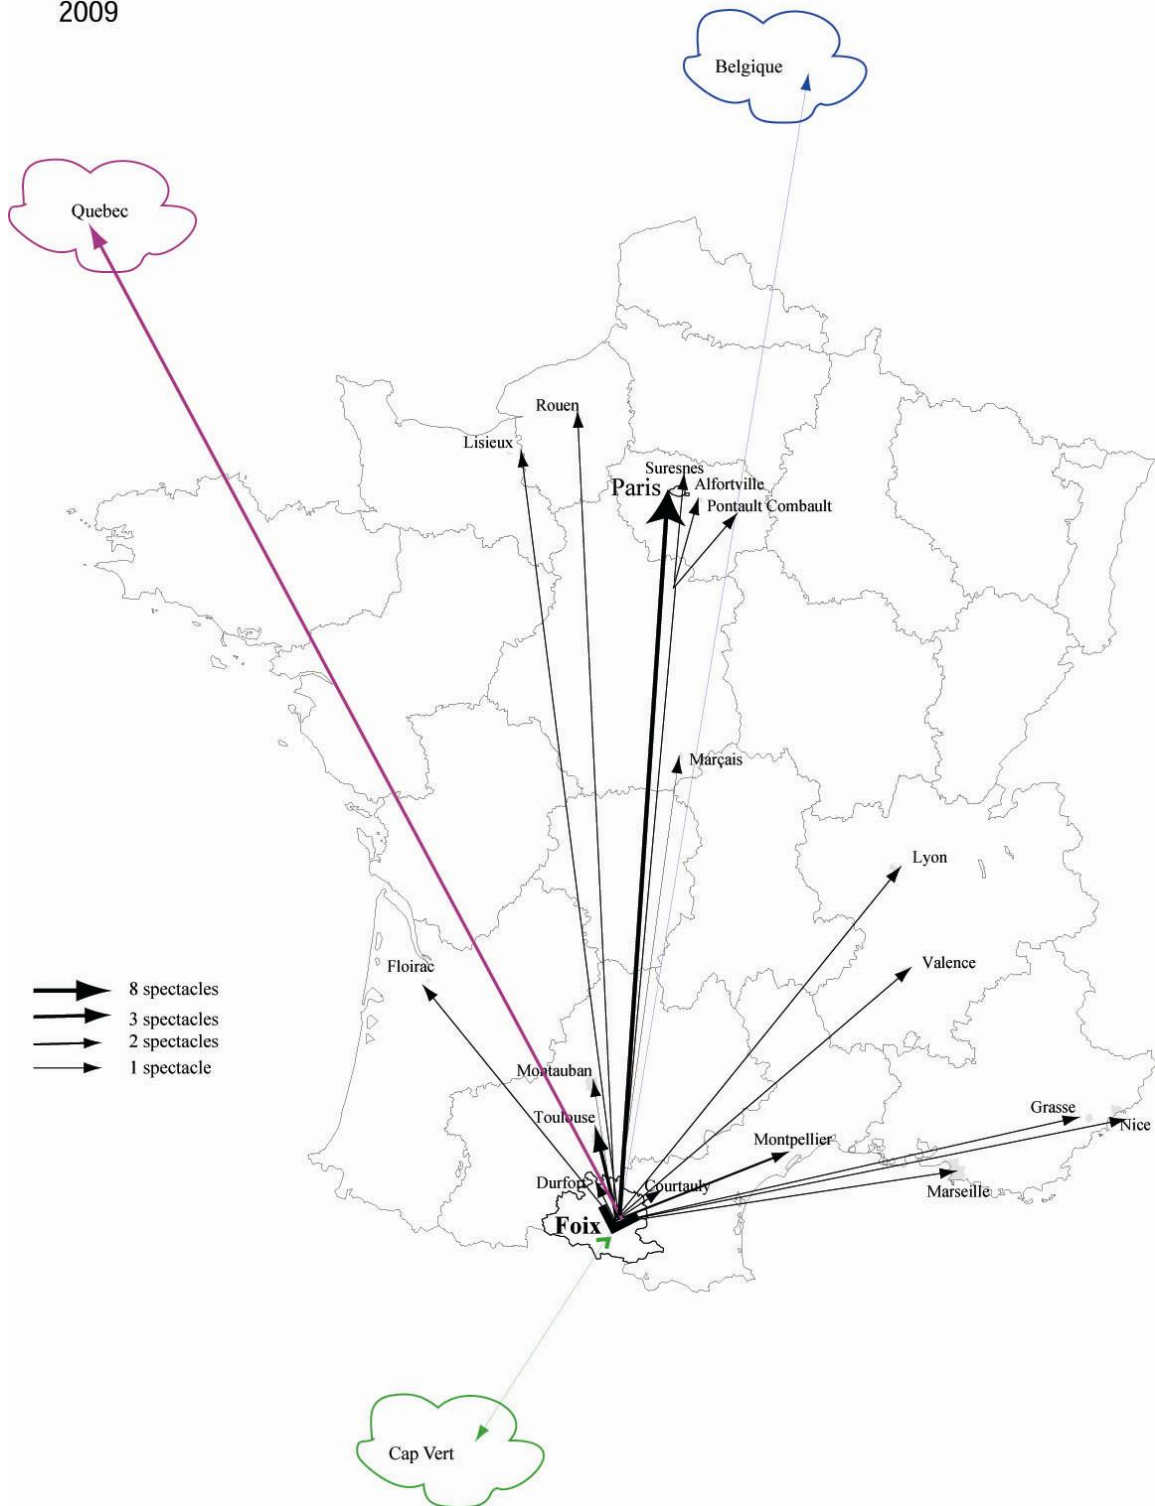 2009
Belgique
Quebec
Rouen
Lisieux
Suresnes
Paris
Alfortville
Pontault Combault
Marçais
Lyon
Valence
Floirac
8 spectacles
3 spectacles
2 spectacles
1 spectacle
Montauban
Toulouse
Grasse
Nice
Montpellier
Durfort
Courtauly
Marseille
Foix
Cap Vert